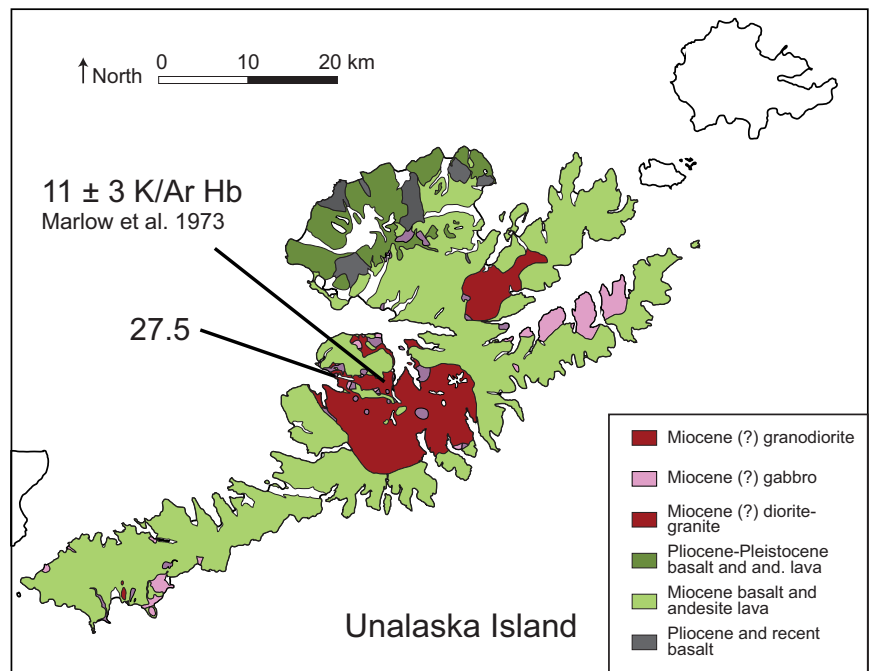 0 10 20 km
North
11 ± 3 K/Ar Hb
Marlow et al. 1973
27.5
Miocene (?) granodiorite
Miocene (?) gabbro
Miocene (?) diorite-
granite
Pliocene-Pleistocene
basalt and and. lava
Miocene basalt and
andesite lava
Pliocene and recent
basalt
Unalaska Island